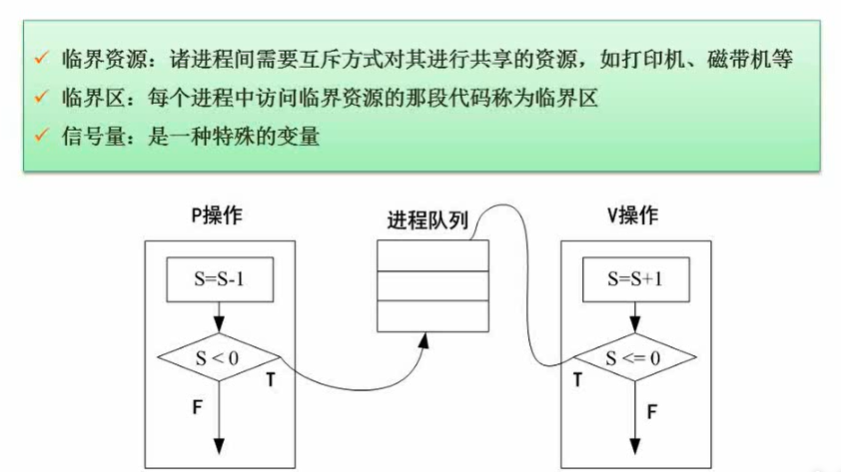 ✓ 临界资源：诸进程间需要互斥方式对其进行共享的资源，如打印机、磁带机等
✓ 临界区：每个进程中访问临界资源的那段代码称为临界区
✓ 信号量：是一种特殊的变量
P操作
进程队列
V操作
S=S-1
S=S+1
S < 0
S <= 0
T
T
F
F